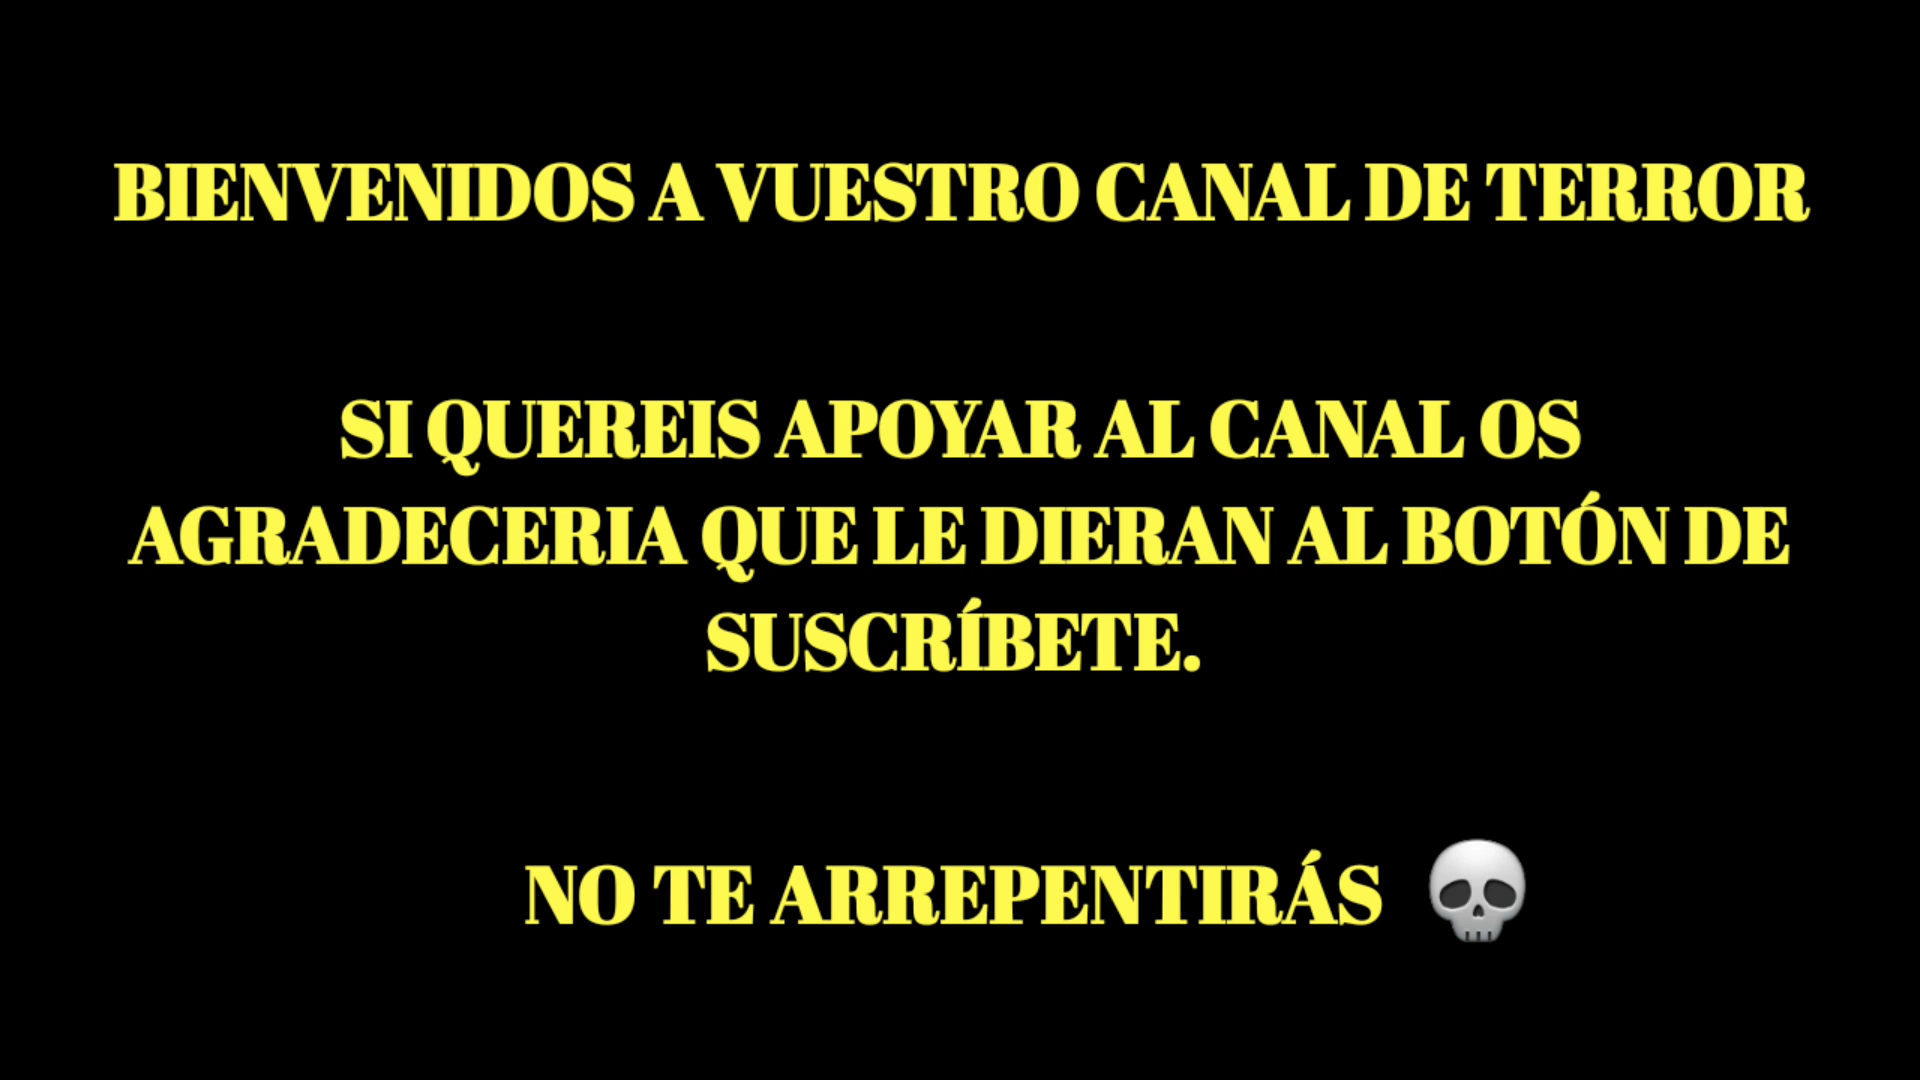 BIENVENIDOS A VUESTRO CANAL DE TERROR
SI QUEREIS APOYAR AL CANAL OS
AGRADECERIA QUE LE DIERAN AL BOTÓN DE
SUSCRÍBETE.
NO TE ARREPENTIRÁS 💀